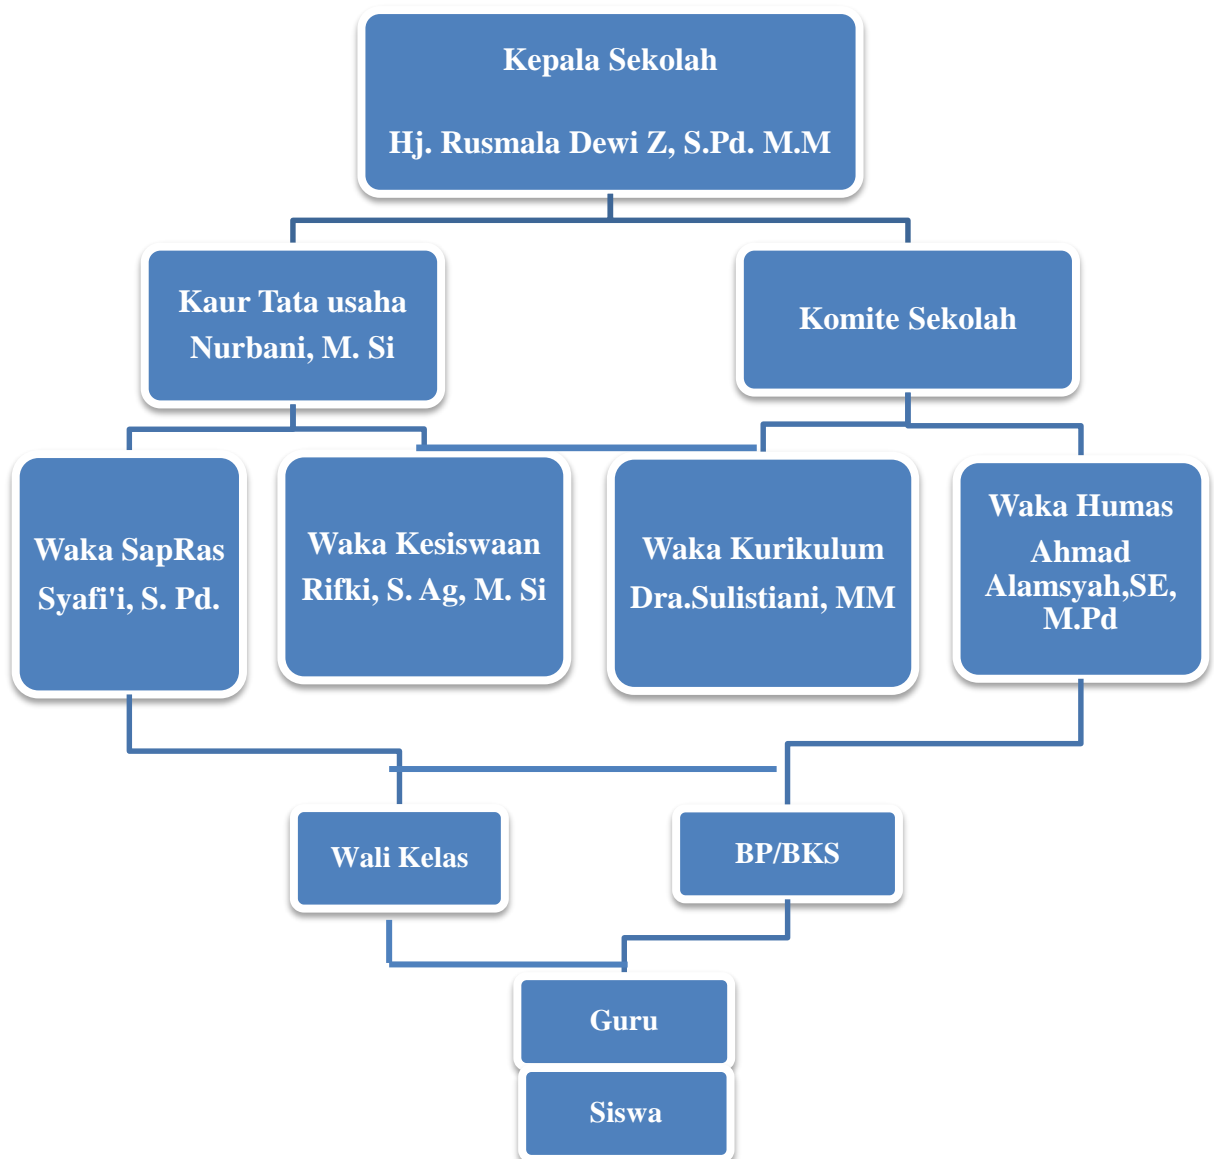 Kepala Sekolah
Hj. Rusmala Dewi Z, S.Pd. M.M
Kaur Tata usaha
Nurbani, M. Si
Komite Sekolah
Waka SapRas
Syafi'i, S. Pd.
Waka Kesiswaan
Rifki, S. Ag, M. Si
Waka Kurikulum
Dra.Sulistiani, MM
Waka Humas
Ahmad
Alamsyah,SE,
M.Pd
Wali Kelas
BP/BKS
Guru
Siswa